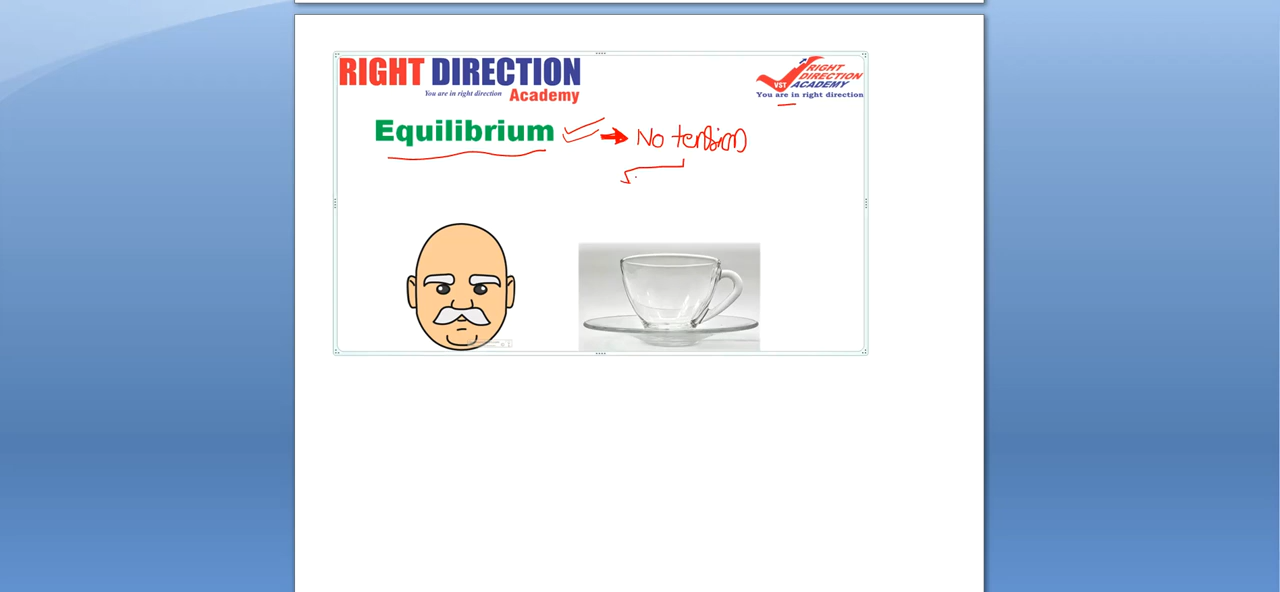 RIGHT DIRECTION
You are in right direction Academy
VST RIGHT
DIRECTION
ACADEMY
You are in right direction
Equilibrium → No tension